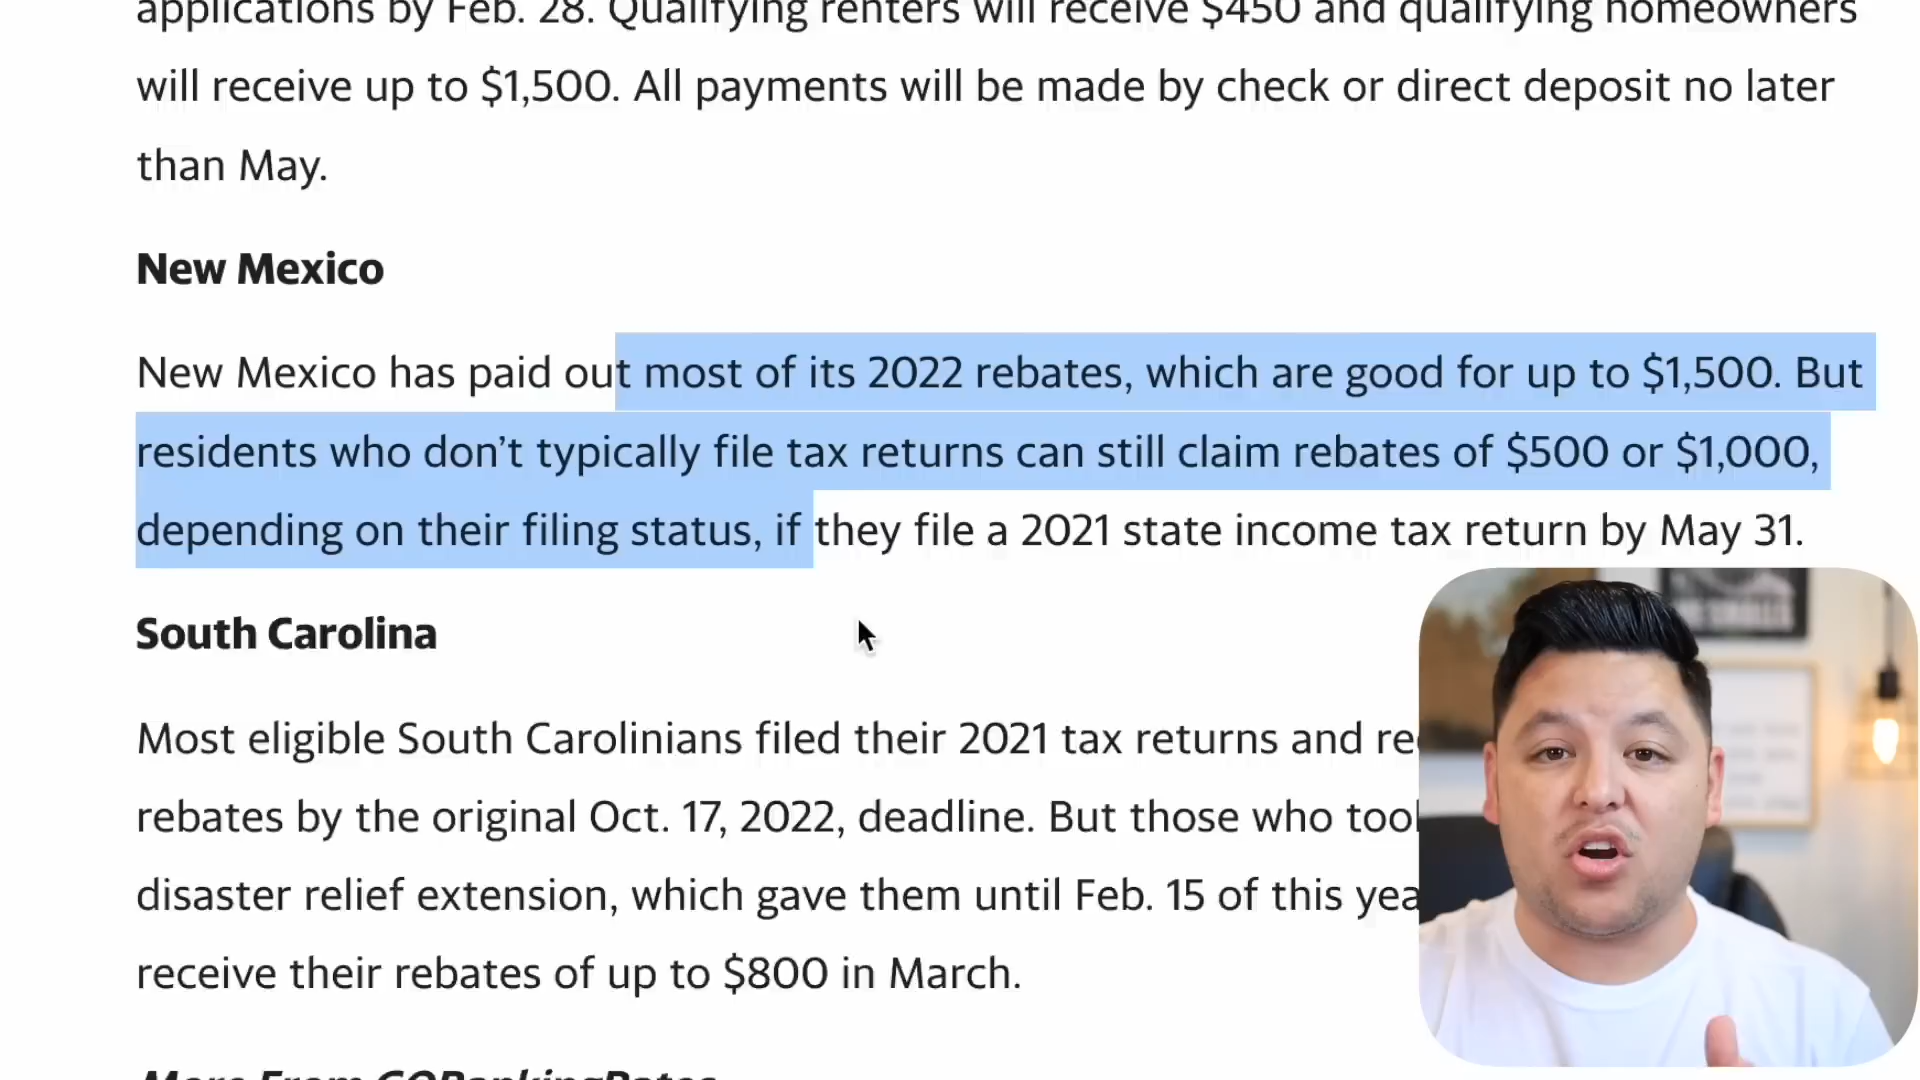 applications by Feb. 28. Qualifying renters will receive $450 and qualifying homeowners
will receive up to $1,500. All payments will be made by check or direct deposit no later
than May.
New Mexico
New Mexico has paid out most of its 2022 rebates, which are good for up to $1,500. But
residents who don’t typically file tax returns can still claim rebates of $500 or $1,000,
depending on their filing status, if they file a 2021 state income tax return by May 31.
South Carolina
Most eligible South Carolinians filed their 2021 tax returns and
rebates by the original Oct. 17, 2022, deadline. But those who
disaster relief extension, which gave them until Feb. 15 of this
receive their rebates of up to $800 in March.
More From GOBankingRates